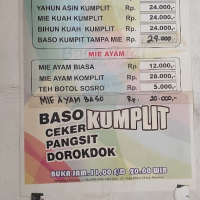 YAHUN ASIN KUMPLIT Rp. 24.000,-
MIE KUAH KUMPLIT Rp. 24.000,-
BIHUN KUAH KUMPLIT Rp. 24.000,-
BASO KUMPLIT TAMPA MIE Rp. 24.000
MIE AYAM
MIE AYAM BIASA Rp. 12.000,-
MIE AYAM KOMPLIT Rp. 28.000,-
TEH BOTOL SOSRO Rp. 5.000,-
MIE AYAM BASO Rp. 20.000,-
BASO KUMPLIT
CEKER
PANGSIT
DOROKDOK
BUKA JAM. 11.00 S/D 20.00 WIB